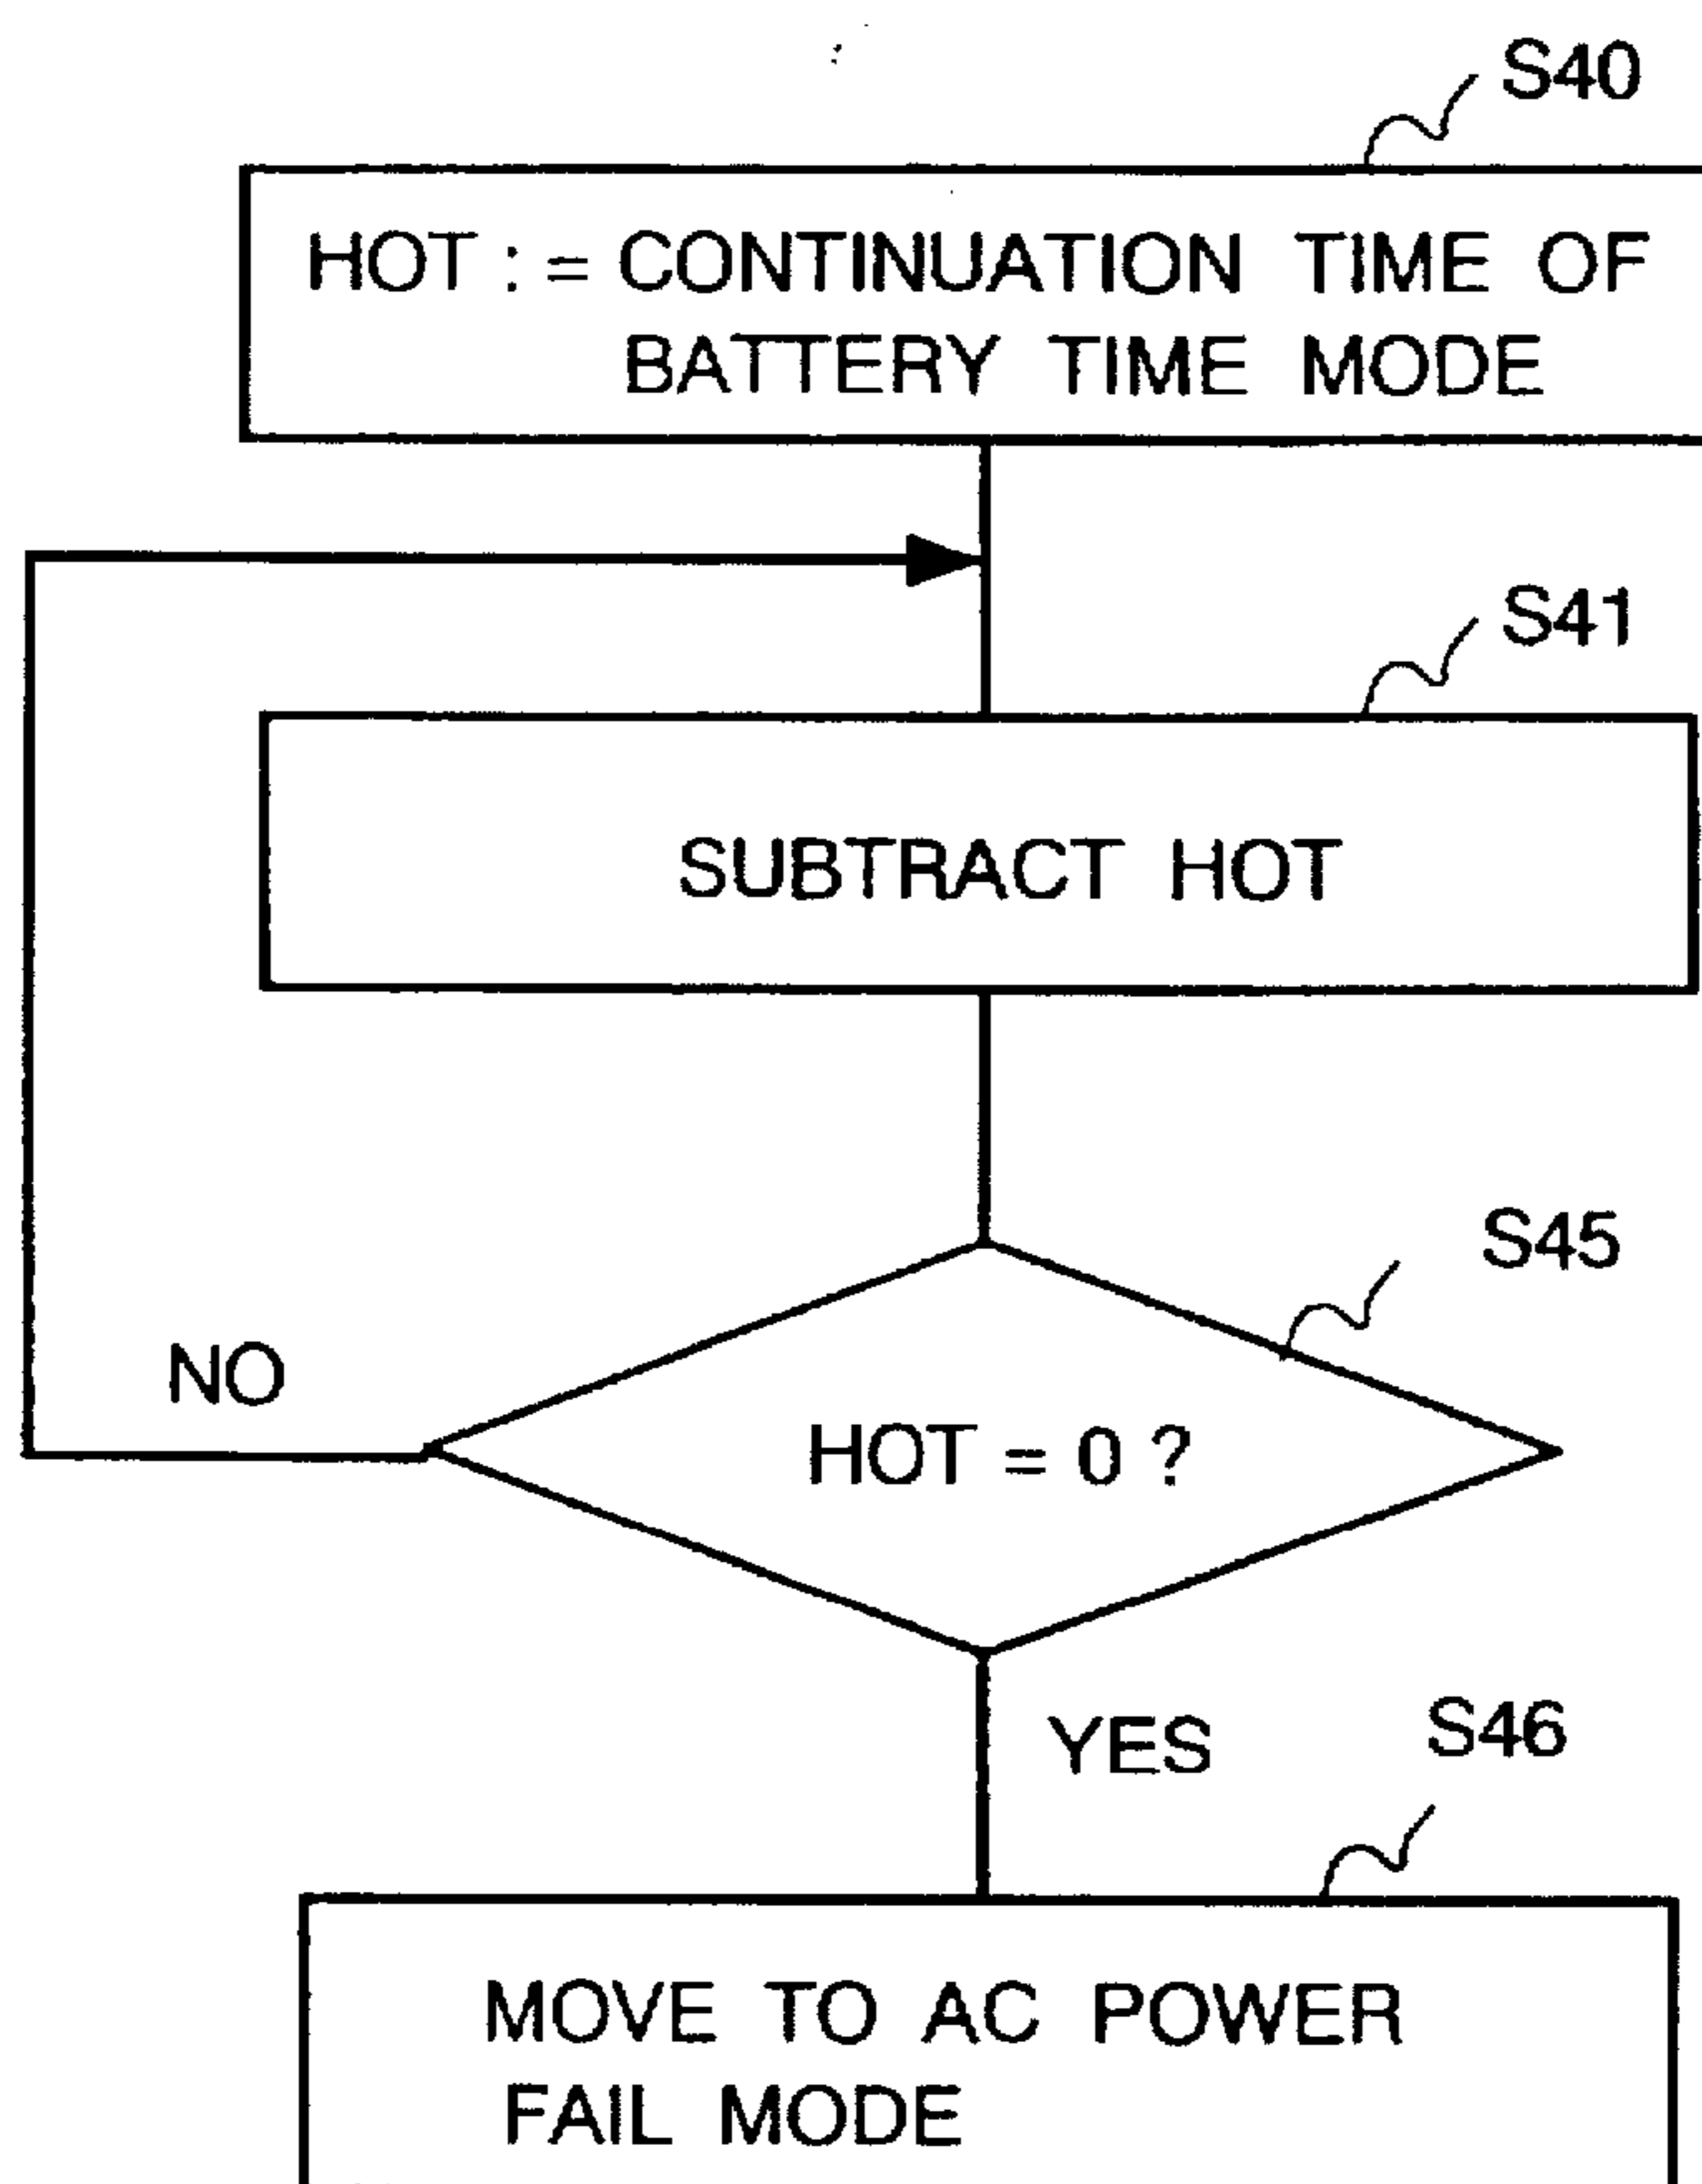 S40
HOT : = CONTINUATION TIME OF
BATTERY TIME MODE
S41
SUBTRACT HOT
S45
NO
HOT = 0 ?
YES
S46
MOVE TO AC POWER
FAIL MODE